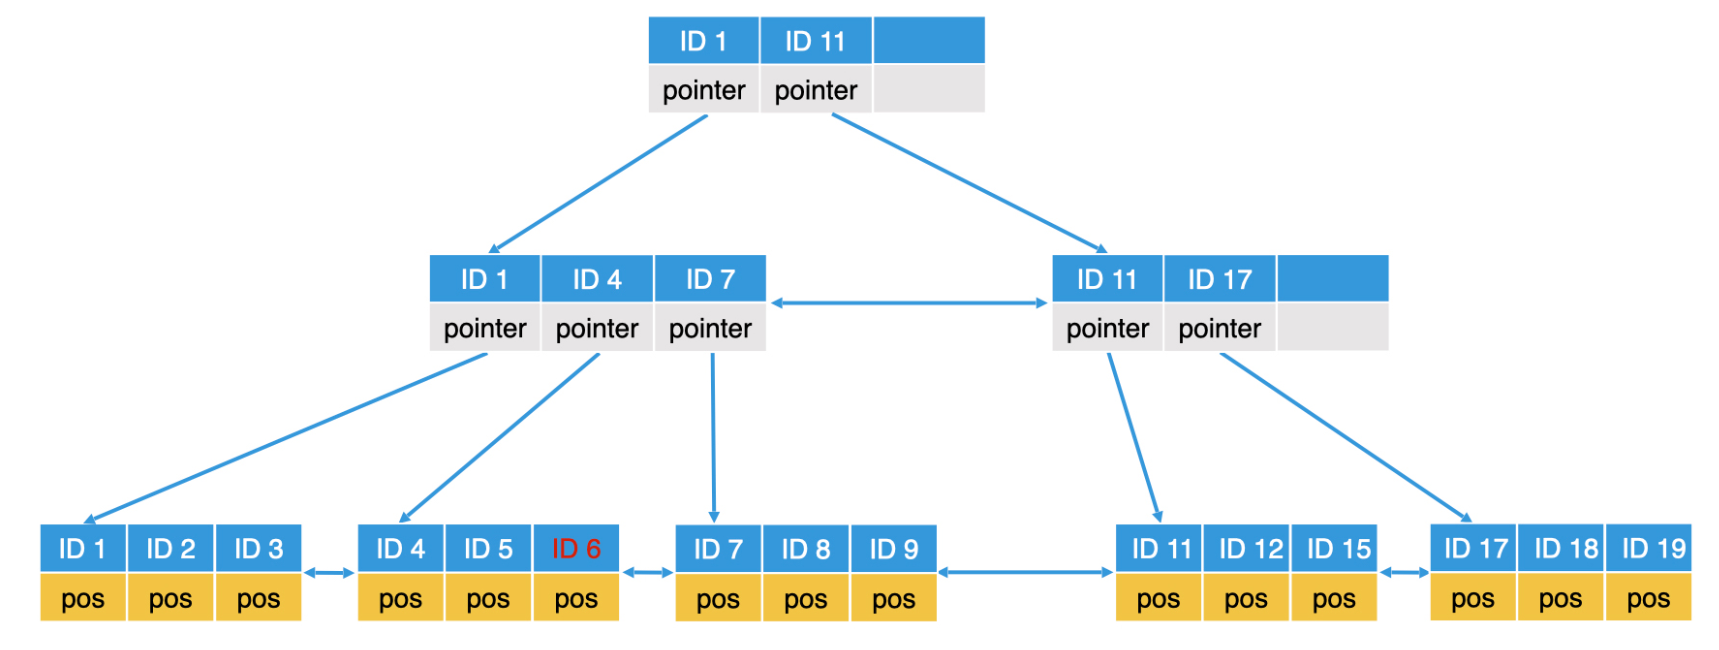 ID 1 ID 11
pointer pointer
ID 1 ID 4 ID 7 ID 11 ID 17
pointer pointer pointer pointer pointer
ID 1 ID 2 ID 3 ID 4 ID 5 ID 6 ID 7 ID 8 ID 9 ID 11 ID 12 ID 15 ID 17 ID 18 ID 19
pos pos pos pos pos pos pos pos pos pos pos pos pos pos pos